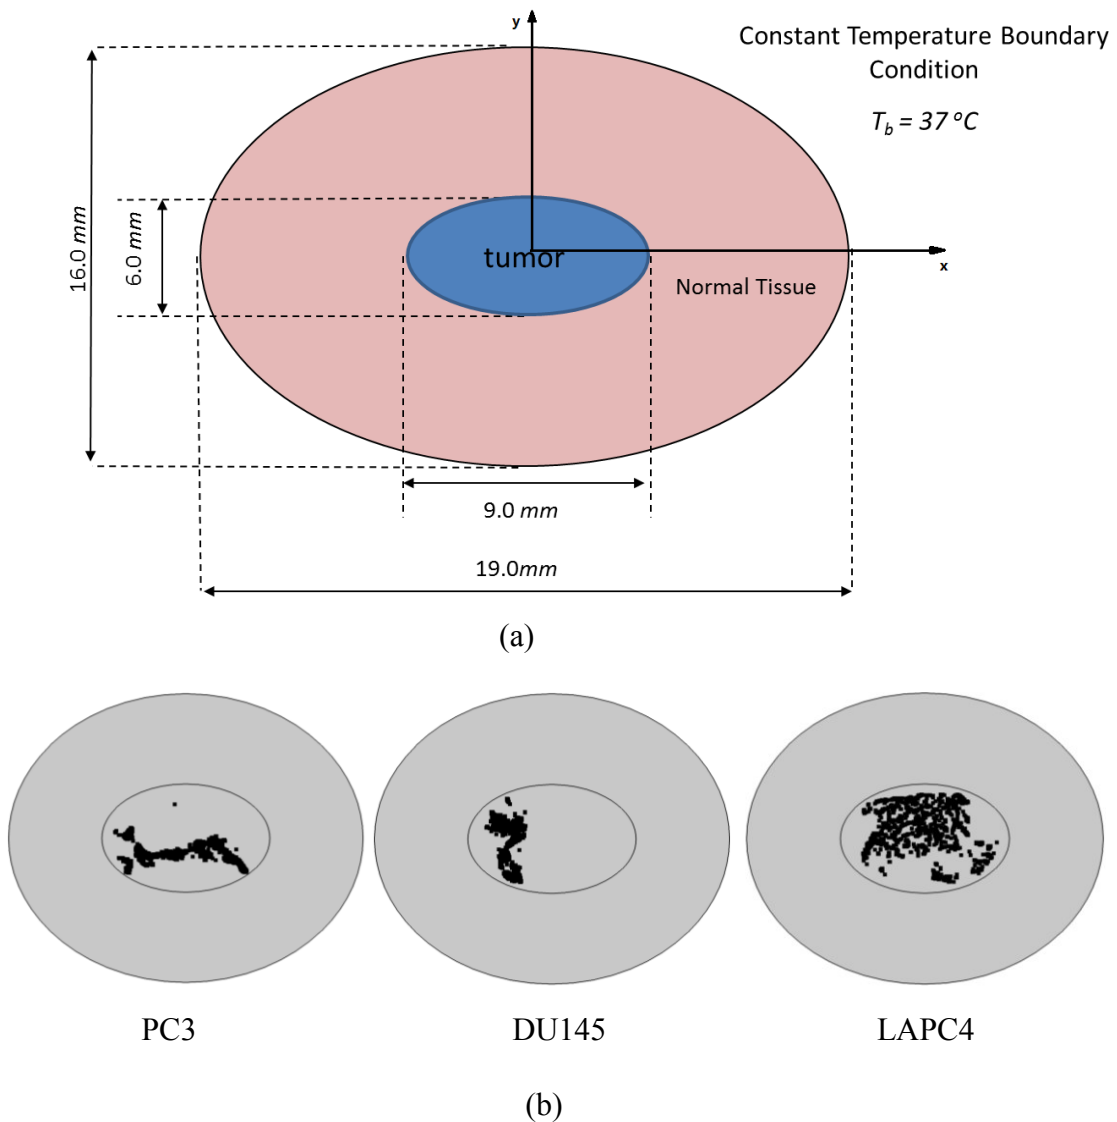 y
Constant Temperature Boundary
Condition
T_b = 37 °C
16.0 mm
6.0 mm
tumor
x
Normal Tissue
9.0 mm
19.0mm
(a)
PC3
DU145
LAPC4
(b)